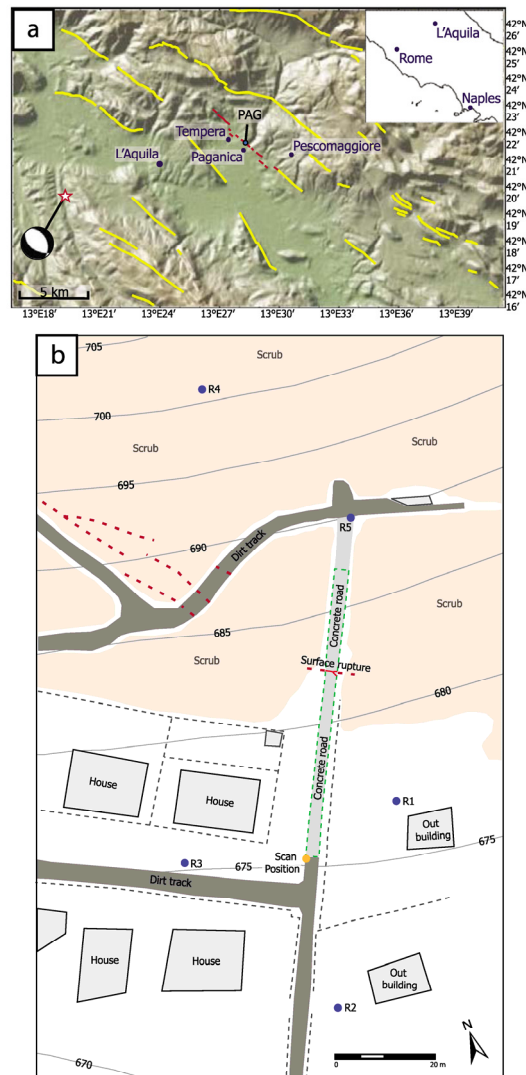 a
L'Aquila
Rome
Naples
PAG
Tempera
Paganica
Pescomaggiore
L'Aquila
5 km
42°N
26'
42°N
25'
42°N
24'
42°N
23'
42°N
22'
42°N
21'
42°N
20'
42°N
19'
42°N
18'
42°N
17'
42°N
16'
13°E18' 13°E21' 13°E24' 13°E27' 13°E30' 13°E33' 13°E36' 13°E39'
b
705
Scrub
R4
700
Scrub
Scrub
695
R5
690
Dirt track
Concrete road
Scrub
685
Scrub
Surface rupture
680
House
House
Concrete road
R1
Out
building
675
Scan
Position
R3
675
Dirt track
House
House
Out
building
R2
N
670
0
20 m